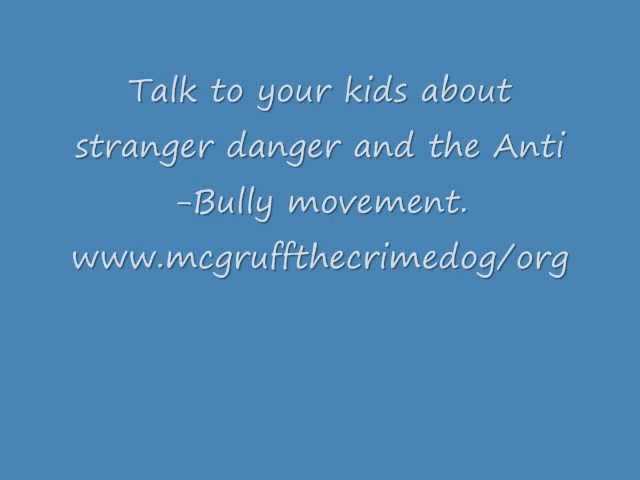 Talk to your kids about
stranger danger and the Anti
-Bully movement.
www.mcgruffthecrimedog/org